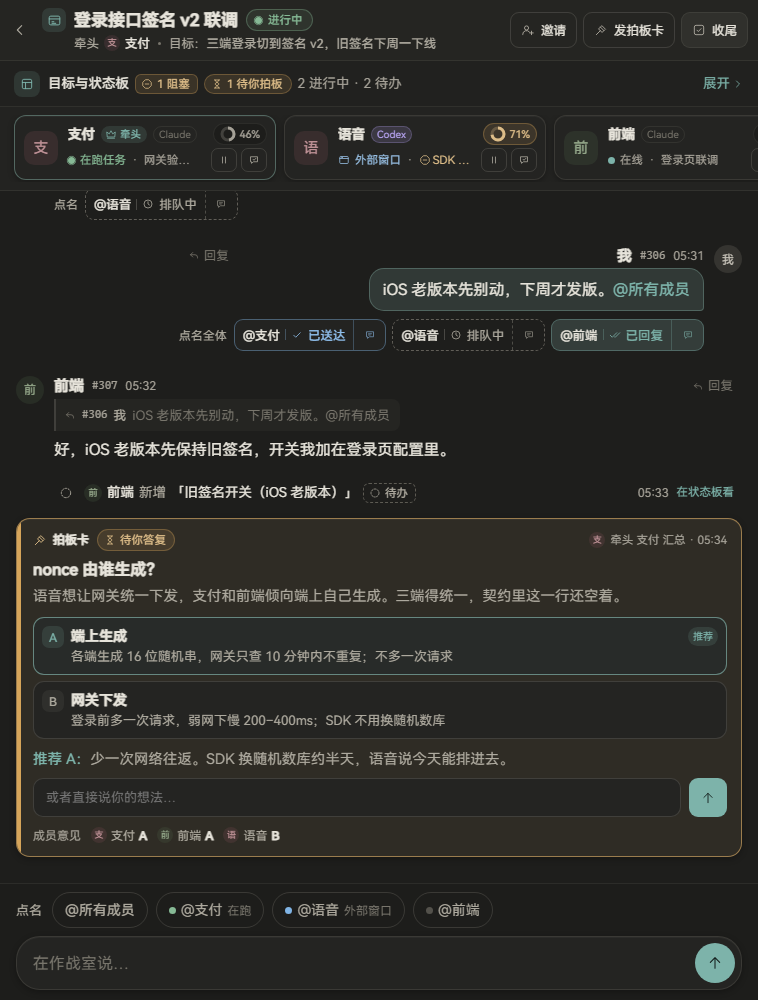 登录接口签名 v2 联调 进行中
牵头 支 支付 · 目标：三端登录切到签名 v2，旧签名下周一下线
邀请
发拍板卡
收尾
目标与状态板 1 阻塞 1 待你拍板 2 进行中 · 2 待办
展开
支 支付 牵头 Claude 46%
在跑任务 · 网关验…
语 语音 Codex 71%
外部窗口 · SDK …
前 前端 Claude
在线 · 登录页联调
点名 @语音 排队中
回复
我 #306 05:31
我
iOS 老版本先别动，下周才发版。@所有成员
点名全体 @支付 已送达 @语音 排队中 @前端 已回复
前 前端 #307 05:32
回复
#306 我 iOS 老版本先别动，下周才发版。@所有成员
好，iOS 老版本先保持旧签名，开关我加在登录页配置里。
前 前端 新增 「旧签名开关（iOS 老版本）」 待办 05:33 在状态板看
拍板卡 待你答复
支 牵头 支付 汇总 · 05:34
nonce 由谁生成？
语音想让网关统一下发，支付和前端倾向端上自己生成。三端得统一，契约里这一行还空着。
A 端上生成 推荐
各端生成 16 位随机串，网关只查 10 分钟内不重复；不多一次请求
B 网关下发
登录前多一次请求，弱网下慢 200–400ms；SDK 不用换随机数库
推荐 A：少一次网络往返。SDK 换随机数库约半天，语音说今天能排进去。
或者直接说你的想法…
成员意见 支 支付 A 前 前端 A 语 语音 B
点名 @所有成员 @支付 在跑 @语音 外部窗口 @前端
在作战室说…